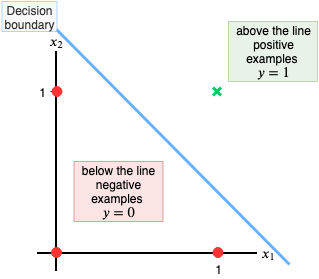 Decision
boundary
x₂
above the line
positive
examples
y = 1
1
below the line
negative
examples
y = 0
x₁
1